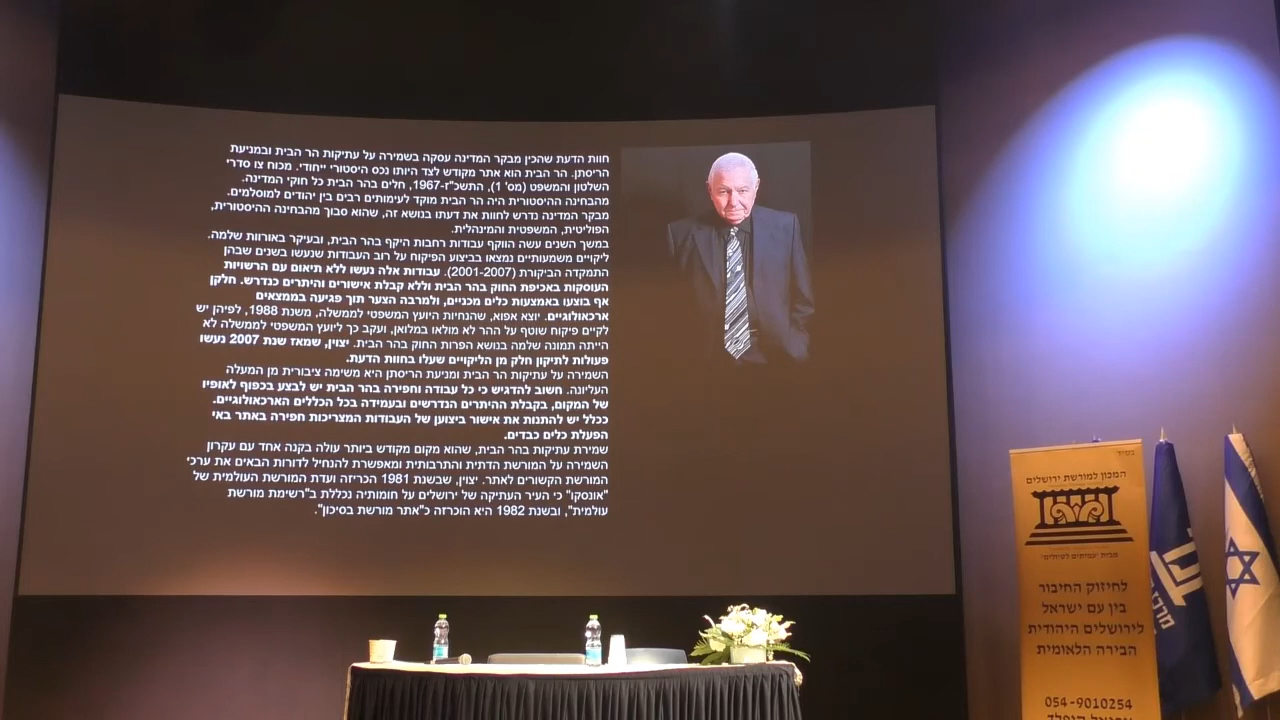 חוות הדעת שהכין מבקר המדינה עסקה בשמירה על עתיקות הר הבית ובמניעת
הריסתן. הר הבית הוא אתר מקודש לצד היותו נכס היסטורי ייחודי. מכוח צו סדרי
השלטון והמשפט (מס' 1), התשכ"ז-1967, חלים בהר הבית כל חוקי המדינה.
מהבחינה ההיסטורית היה הר הבית מוקד לעימותים רבים בין יהודים למוסלמים.
מבקר המדינה נדרש לחוות את דעתו בנושא זה, שהוא סבוך מהבחינה ההיסטורית,
הפוליטית, המשפטית והמינהלית.
במשך השנים עשה הווקף עבודות רחבות היקף בהר הבית, ובעיקר באורוות שלמה.
ליקויים משמעותיים נמצאו בביצוע הפיקוח על רוב העבודות שנעשו בשנים שבהן
התמקדה הביקורת (2001-2007). עבודות אלה נעשו ללא תיאום עם הרשויות
העוסקות באכיפת החוק בהר הבית וללא קבלת אישורים והיתרים כנדרש. חלקן
אף בוצעו באמצעות כלים מכניים, ולמרבה הצער תוך פגיעה בממצאים
ארכאולוגיים. יוצא אפוא, שהנחיות היועץ המשפטי לממשלה, משנת 1988, לפיהן יש
לקיים פיקוח שוטף על ההר לא מולאו במלואן, ועקב כך ליועץ המשפטי לממשלה לא
הייתה תמונה שלמה בנושא הפרות החוק בהר הבית. יצוין, שמאז שנת 2007 נעשו
פעולות לתיקון חלק מן הליקויים שעלו בחוות הדעת.
השמירה על עתיקות הר הבית ומניעת הריסתן היא משימה ציבורית מן המעלה
העליונה. חשוב להדגיש כי כל עבודה וחפירה בהר הבית יש לבצע בכפוף לאופיו
של המקום, בקבלת ההיתרים הנדרשים ובעמידה בכל הכללים הארכאולוגיים.
ככלל יש להתנות את אישור ביצוען של העבודות המצריכות חפירה באתר באי
הפעלת כלים כבדים.
שמירת עתיקות בהר הבית, שהוא מקום מקודש ביותר עולה בקנה אחד עם עקרון
השמירה על המורשת הדתית והתרבותית ומאפשרת להנחיל לדורות הבאים את ערכי
המורשת הקשורים לאתר. יצוין, שבשנת 1981 הכריזה ועדת המורשת העולמית של
"אונסקו" כי העיר העתיקה של ירושלים על חומותיה נכללת ב"רשימת מורשת
עולמית", ובשנת 1982 היא הוכרזה כ"אתר מורשת בסיכון".
בס"ד
המכון למורשת ירושלים
מבית
לחיזוק החיבור
בין עם ישראל
לירושלים היהודית
הבירה הלאומית
054-9010254
מרכז